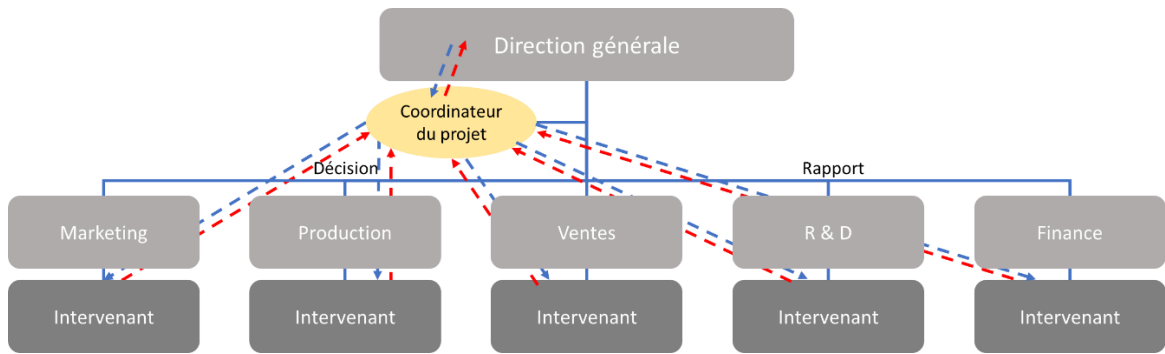 Direction générale
Coordinateur
du projet
Décision
Rapport
Marketing
Production
Ventes
R & D
Finance
Intervenant
Intervenant
Intervenant
Intervenant
Intervenant